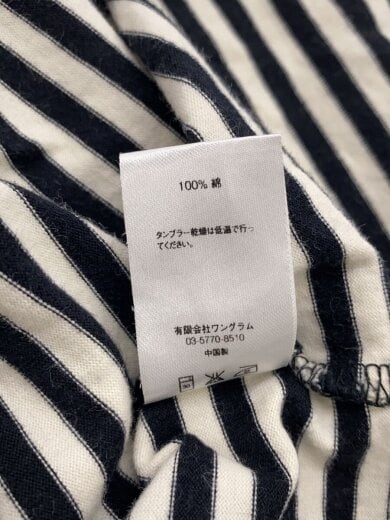 100% 綿
タンブラー乾燥は低温で行っ
てください。
有限会社ワングラム
03-5770-8510
中国製